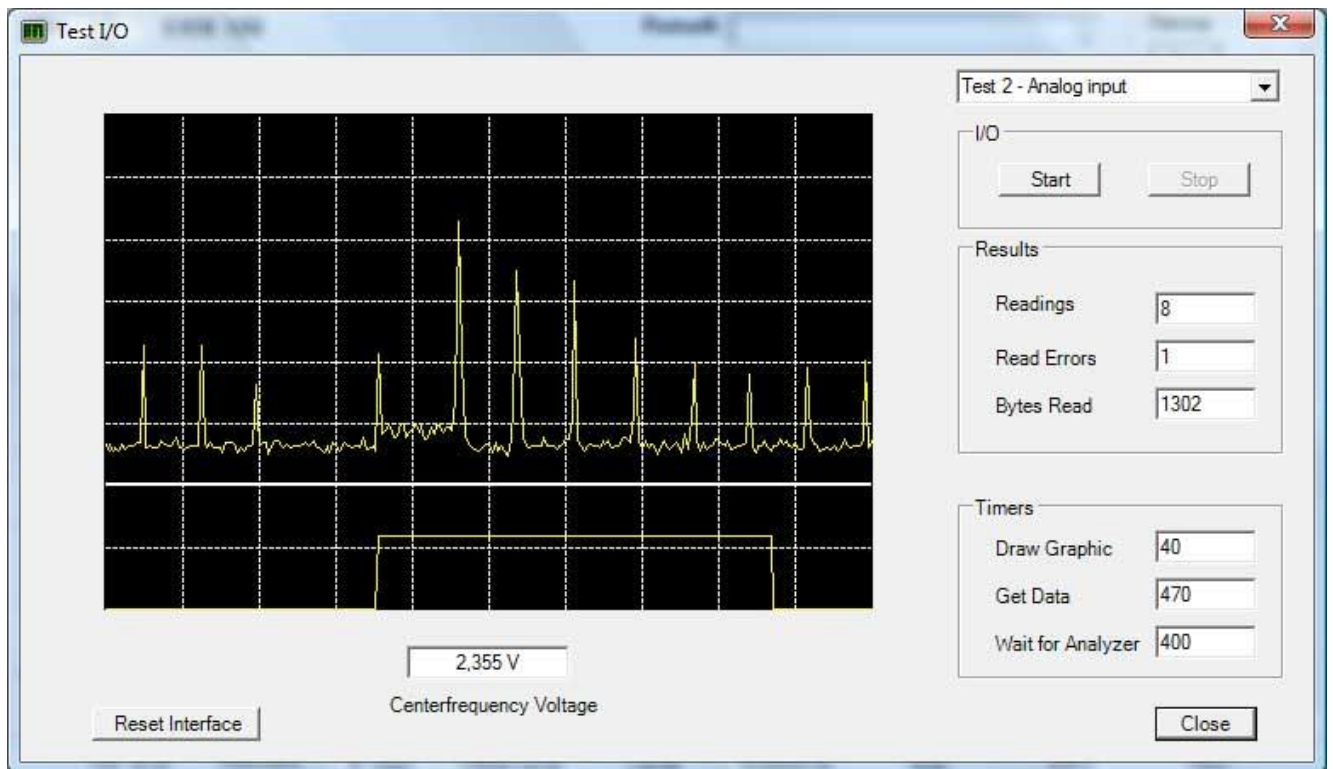 Test I/O
Test 2 - Analog input
I/O
Start Stop
Results
Readings 8
Read Errors 1
Bytes Read 1302
Timers
Draw Graphic 40
Get Data 470
Wait for Analyzer 400
2,355 V
Centerfrequency Voltage
Reset Interface
Close